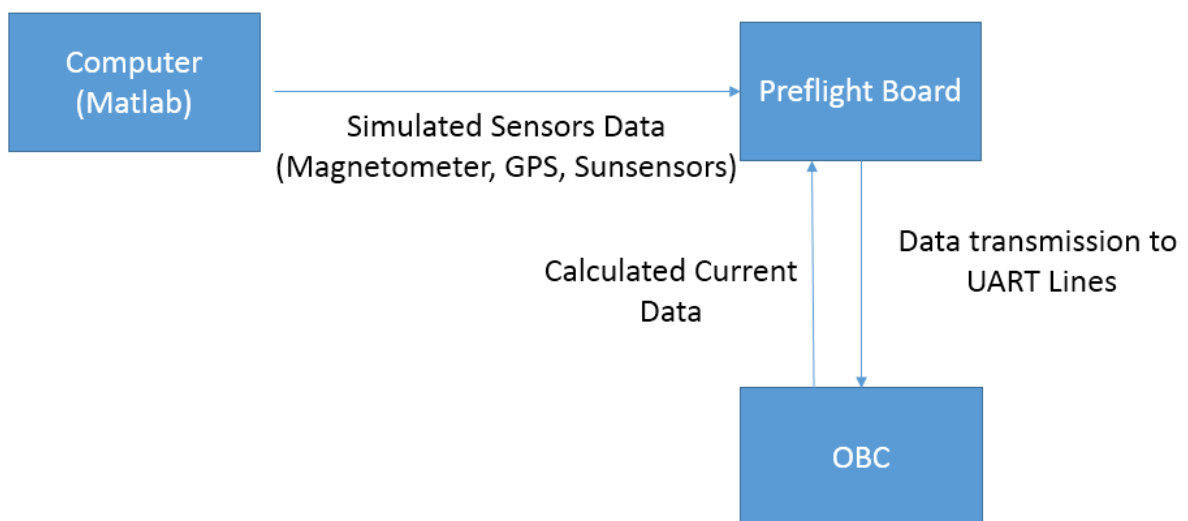 Computer
(Matlab)
Preflight Board
Simulated Sensors Data
(Magnetometer, GPS, Sunsensors)
Calculated Current
Data
Data transmission to
UART Lines
OBC